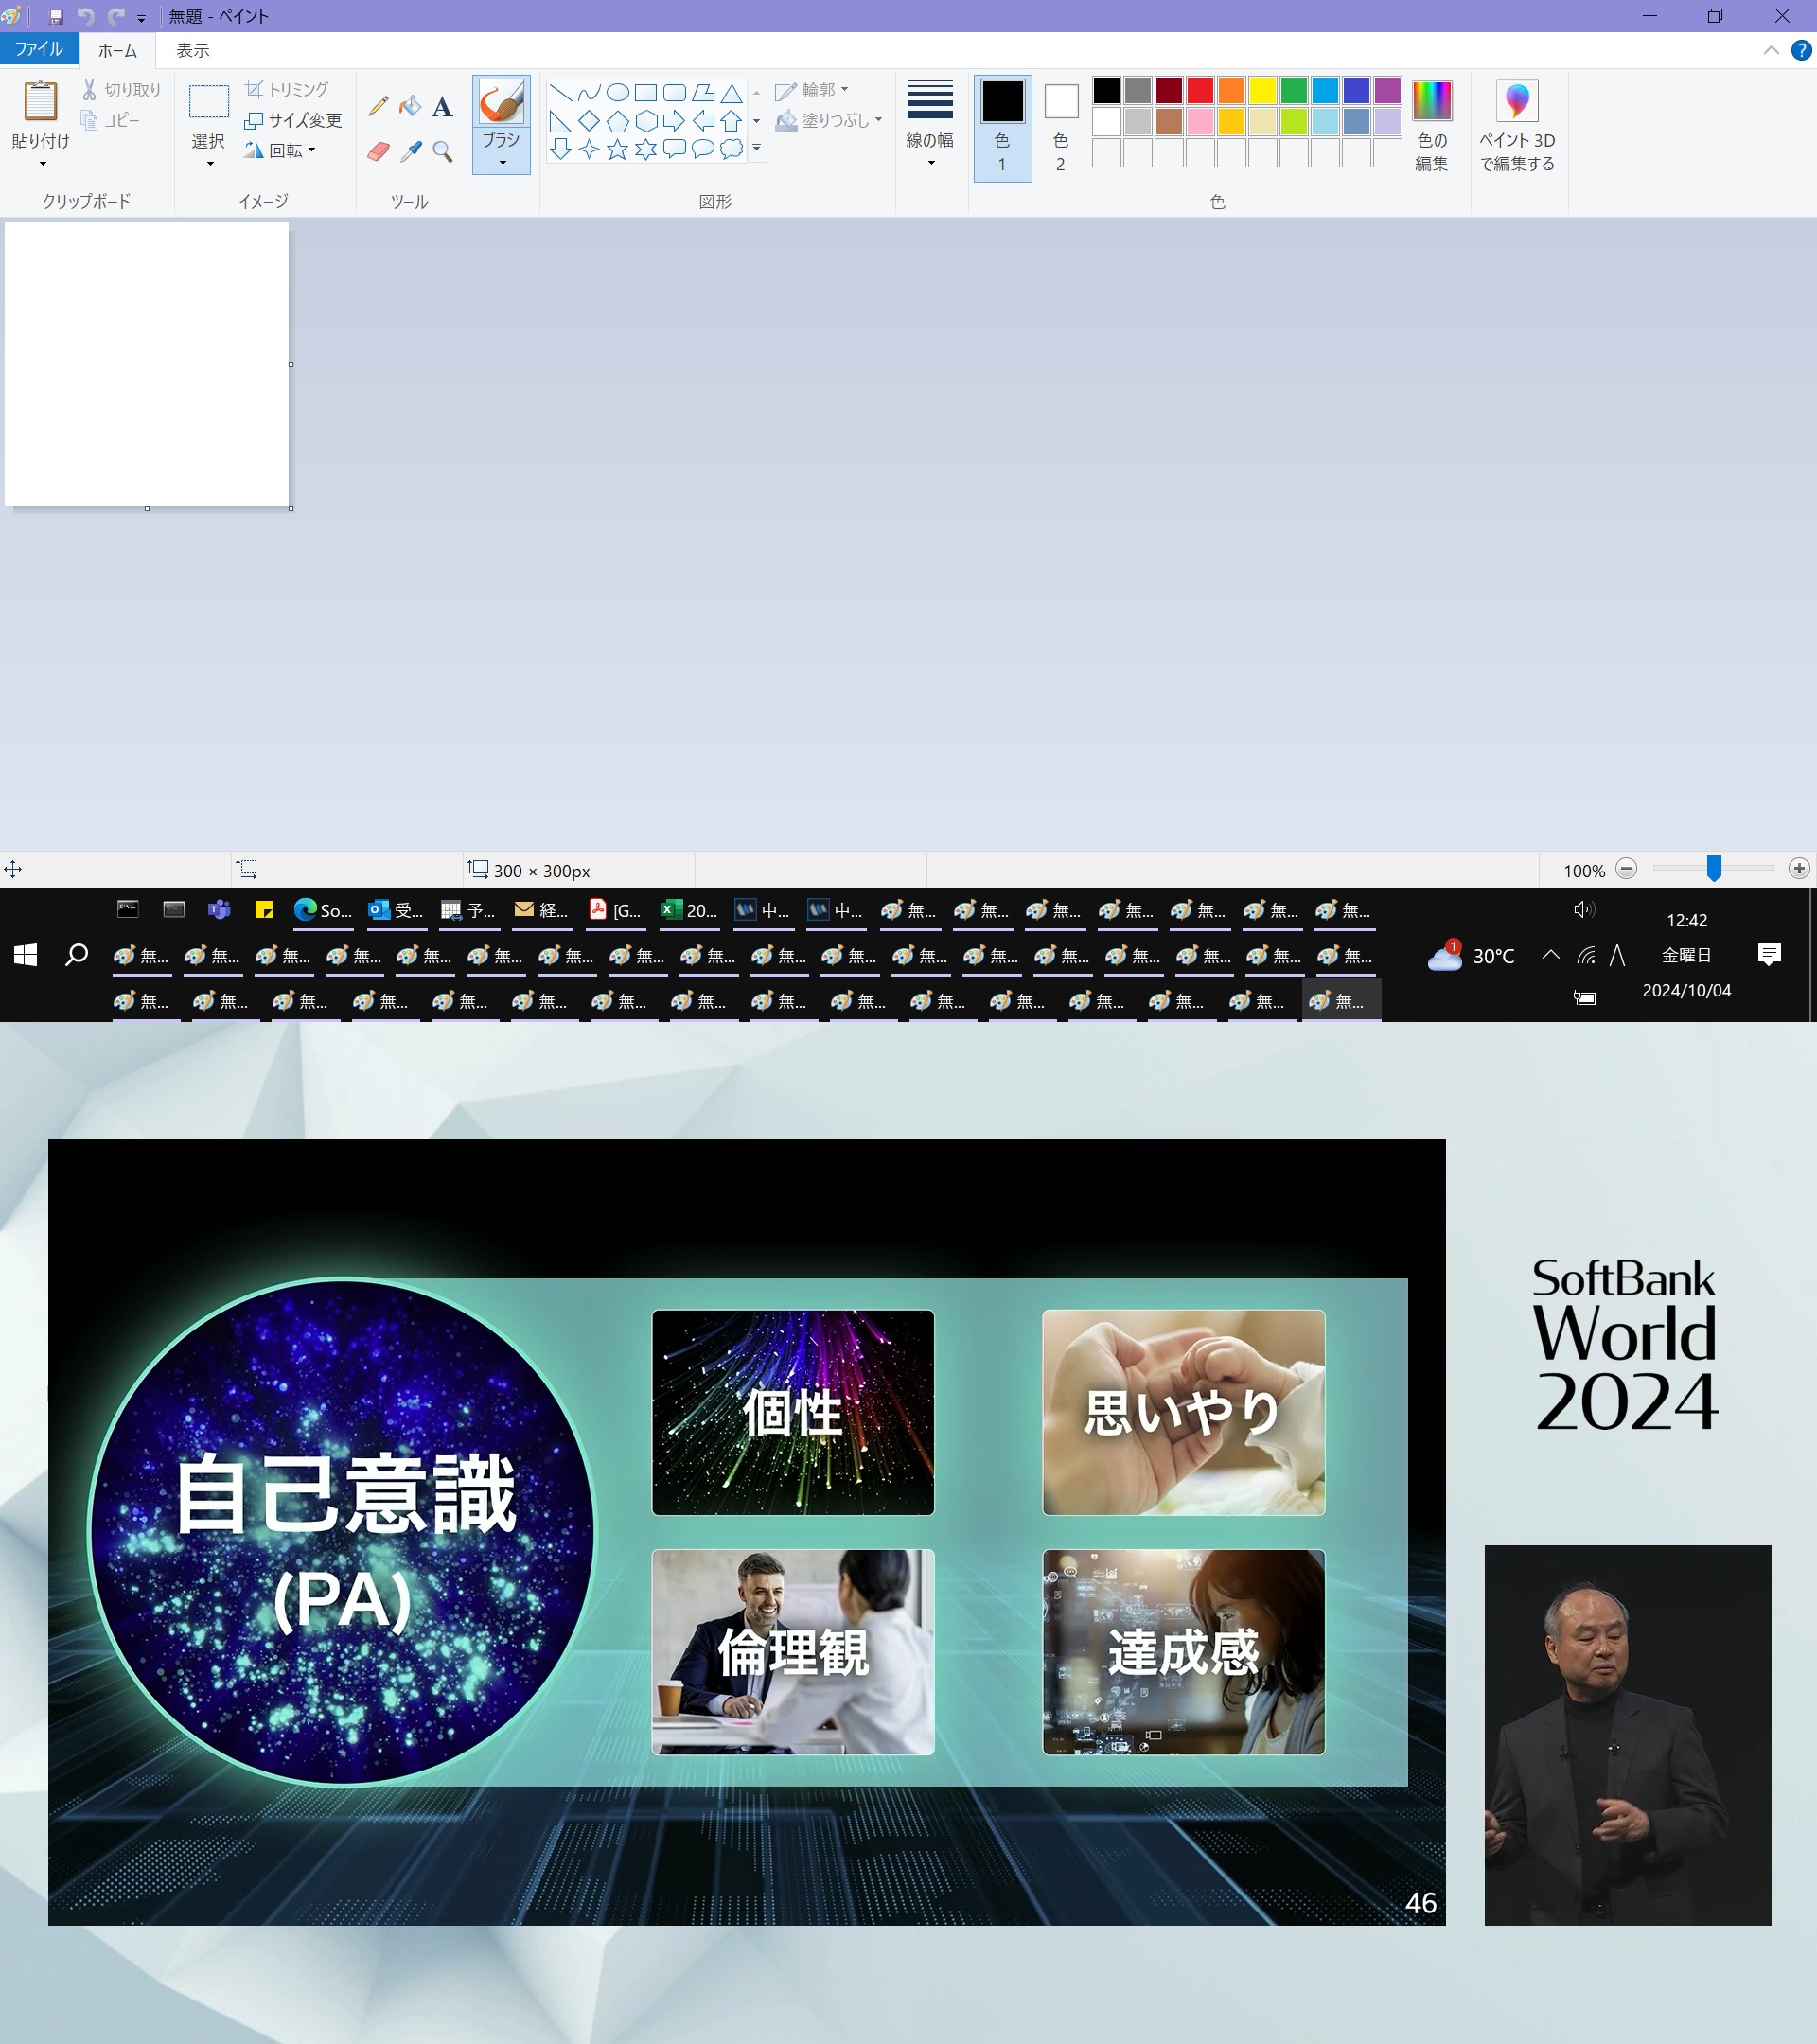 無題 - ペイント
ファイル ホーム 表示
貼り付け
切り取り
コピー
クリップボード
選択
トリミング
サイズ変更
回転
イメージ
A
ツール
ブラシ
図形
輪郭
塗りつぶし
線の幅
色
1
色
2
色の
編集
色
ペイント 3D
で編集する
300 × 300px
100%
So... 受... 予... 経... [G... 20... 中... 中... 無... 無... 無... 無... 無... 無... 無...
無... 無... 無... 無... 無... 無... 無... 無... 無... 無... 無... 無... 無... 無... 無... 無... 無... 無...
無... 無... 無... 無... 無... 無... 無... 無... 無... 無... 無... 無... 無... 無... 無... 無...
1
30°C
A
12:42
金曜日
2024/10/04
自己意識
(PA)
個性
思いやり
倫理観
達成感
46
SoftBank
World
2024